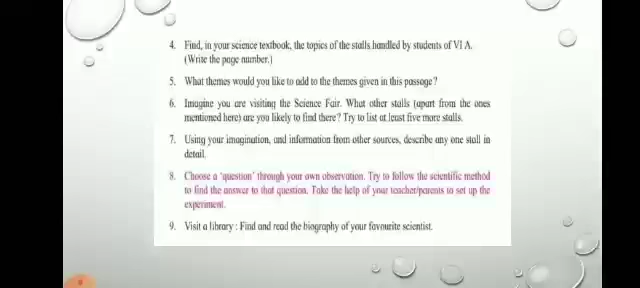 4. Find, in your science textbook, the topics of the stalls handled by students of VI A.
(Write the page number.)
5. What themes would you like to add to the themes given in this passage?
6. Imagine you are visiting the Science Fair. What other stalls (apart from the ones
mentioned here) are you likely to find there? Try to list at least five more stalls.
7. Using your imagination, and information from other sources, describe any one stall in
detail.
8. Choose a 'question' through your own observation. Try to follow the scientific method
to find the answer to that question. Take the help of your teacher/parents to set up the
experiment.
9. Visit a library : Find and read the biography of your favourite scientist.